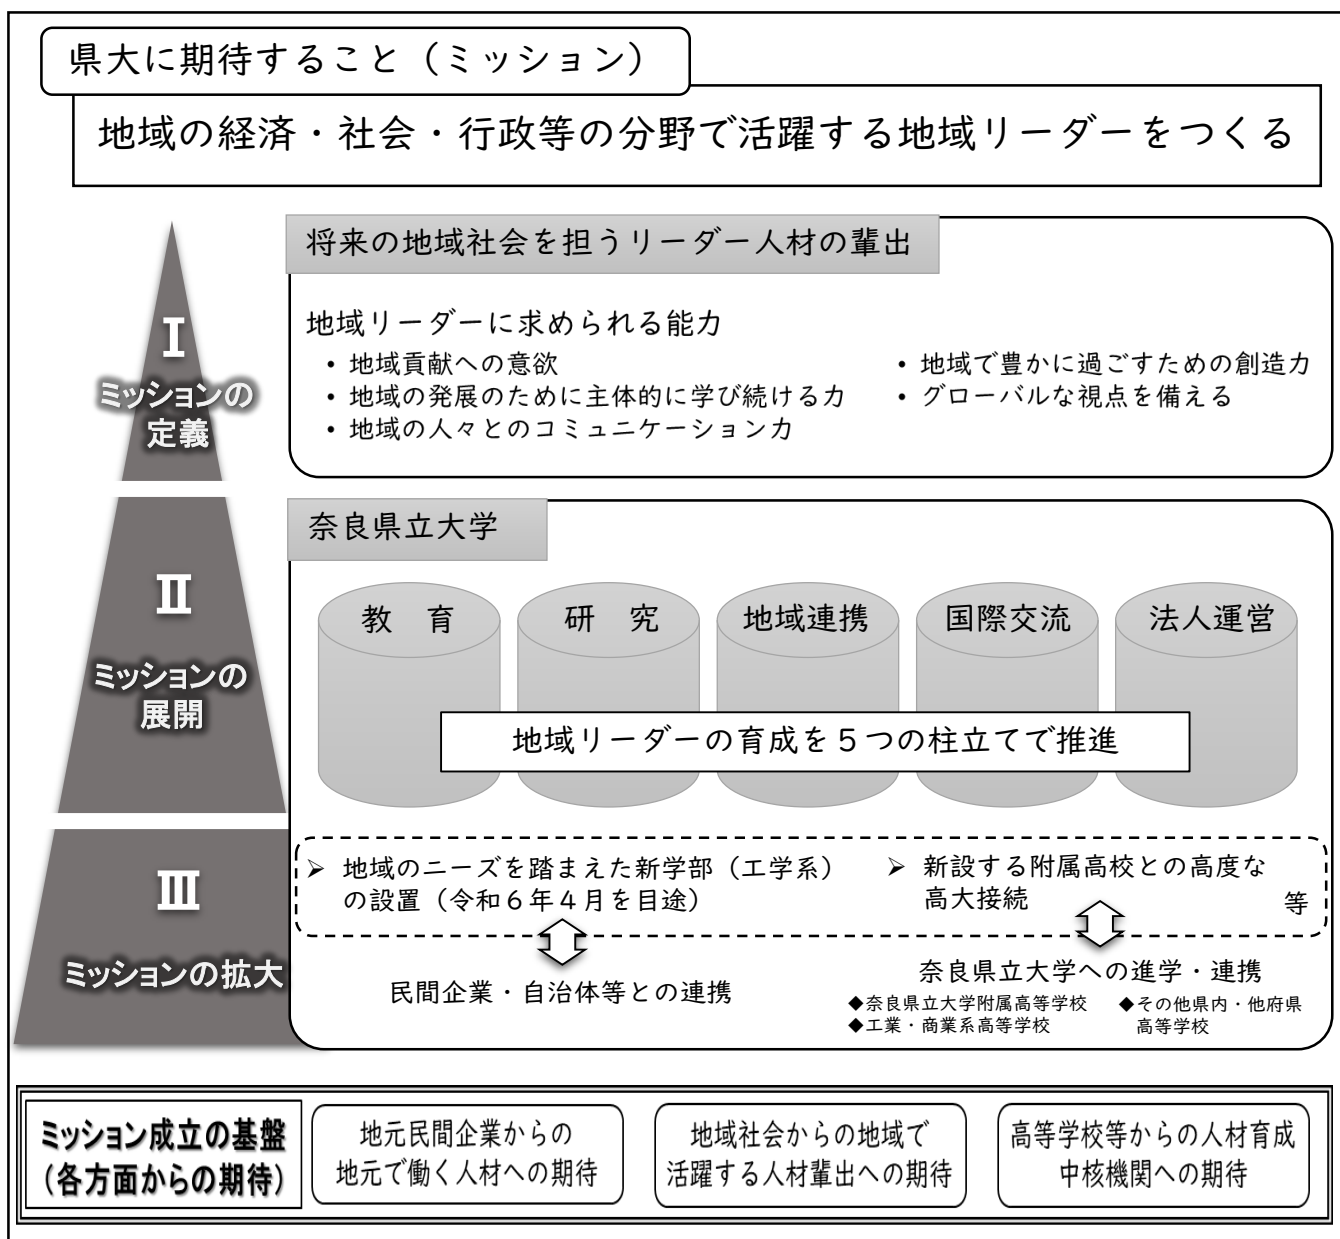 県大に期待すること（ミッション）
地域の経済・社会・行政等の分野で活躍する地域リーダーをつくる
Ⅰ
ミッションの
定義
将来の地域社会を担うリーダー人材の輩出
地域リーダーに求められる能力
• 地域貢献への意欲
• 地域の発展のために主体的に学び続ける力
• 地域の人々とのコミュニケーション力
• 地域で豊かに過ごすための創造力
• グローバルな視点を備える
Ⅱ
ミッションの
展開
奈良県立大学
教　育
研　究
地域連携
国際交流
法人運営
地域リーダーの育成を５つの柱立てで推進
Ⅲ
ミッションの拡大
➢ 地域のニーズを踏まえた新学部（工学系）
の設置（令和６年４月を目途）
➢ 新設する附属高校との高度な
高大接続
等
民間企業・自治体等との連携
奈良県立大学への進学・連携
◆奈良県立大学附属高等学校
◆工業・商業系高等学校
◆その他県内・他府県
高等学校
ミッション成立の基盤
（各方面からの期待）
地元民間企業からの
地元で働く人材への期待
地域社会からの地域で
活躍する人材輩出への期待
高等学校等からの人材育成
中核機関への期待